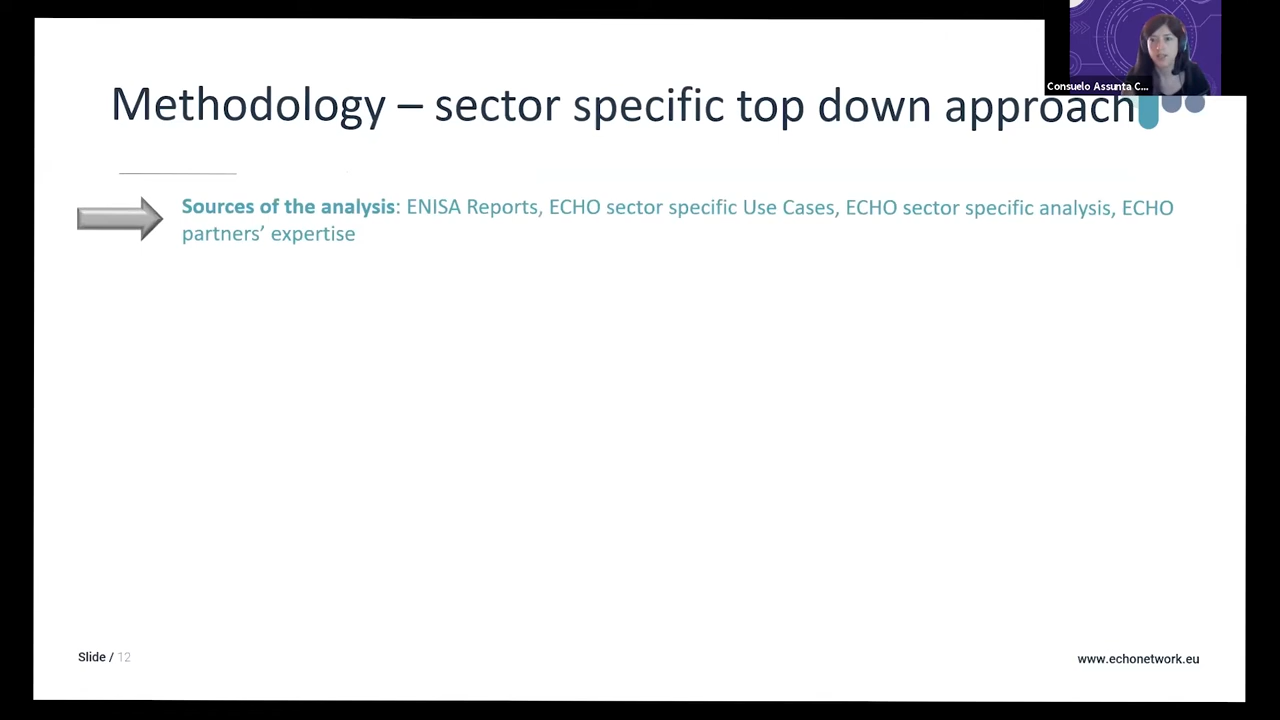 Consuelo Assunta C...
Methodology – sector specific top down approach
Sources of the analysis: ENISA Reports, ECHO sector specific Use Cases, ECHO sector specific analysis, ECHO
partners’ expertise
Slide / 12
www.echonetwork.eu